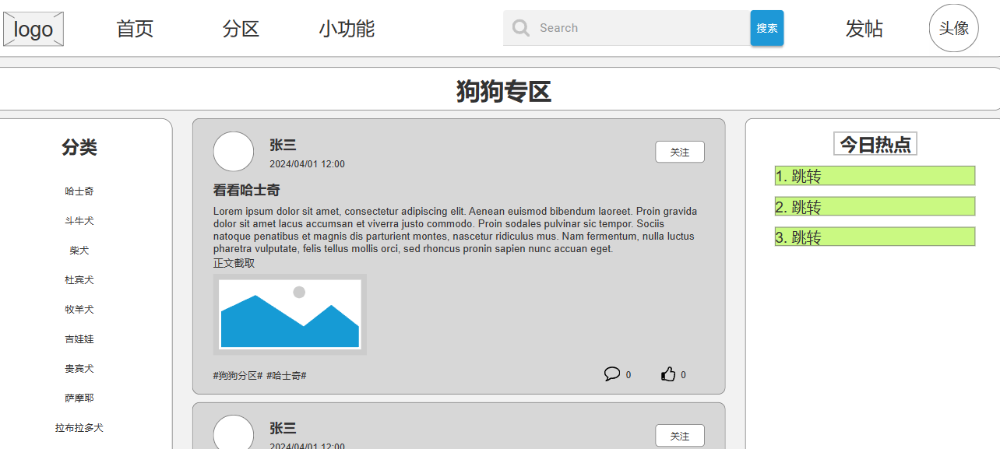 logo 首页 分区 小功能 Search 搜索 发帖 头像
狗狗专区
分类
哈士奇
斗牛犬
柴犬
杜宾犬
牧羊犬
吉娃娃
贵宾犬
萨摩耶
拉布拉多犬
张三
2024/04/01 12:00
关注
看看哈士奇
Lorem ipsum dolor sit amet, consectetur adipiscing elit. Aenean euismod bibendum laoreet. Proin gravida
dolor sit amet lacus accumsan et viverra justo commodo. Proin sodales pulvinar sic tempor. Sociis
natoque penatibus et magnis dis parturient montes, nascetur ridiculus mus. Nam fermentum, nulla luctus
pharetra vulputate, felis tellus mollis orci, sed rhoncus pronin sapien nunc accuan eget.
正文截取
#狗狗分区# #哈士奇# 0 0
张三
2024/04/01 12:00
关注
今日热点
1. 跳转
2. 跳转
3. 跳转